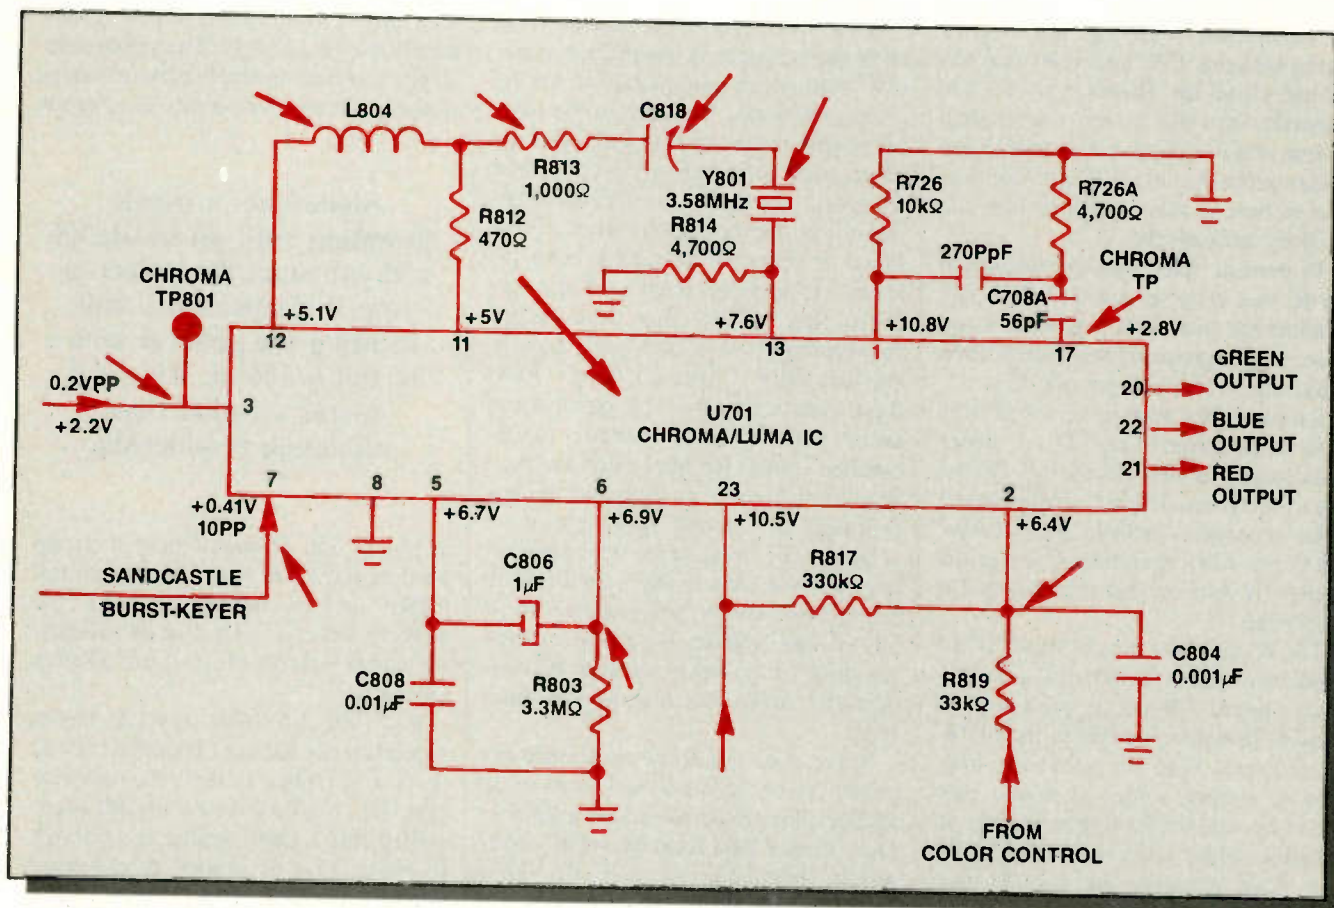 L804
C818
R813
1,000Ω
Y801
3.58MHz
R812
470Ω
R814
4,700Ω
R726
10kΩ
R726A
4,700Ω
270PpF
CHROMA
TP
C708A
56pF
CHROMA
TP801
+5.1V
+5V
+7.6V
+10.8V
+2.8V
12
11
13
1
17
0.2VPP
+2.2V
3
U701
CHROMA/LUMA IC
20
GREEN
OUTPUT
22
BLUE
OUTPUT
21
RED
OUTPUT
7
8
5
6
23
2
+0.41V
10PP
+6.7V
+6.9V
+10.5V
+6.4V
SANDCASTLE
BURST-KEYER
C806
1µF
R817
330kΩ
C808
0.01µF
R803
3.3MΩ
R819
33kΩ
C804
0.001µF
FROM
COLOR CONTROL